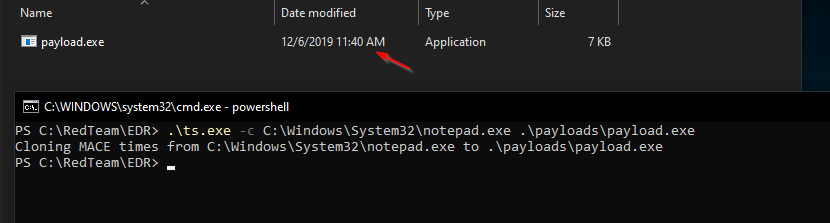 Name Date modified Type Size
payload.exe 12/6/2019 11:40 AM Application 7 KB
C:\WINDOWS\system32\cmd.exe - powershell
PS C:\RedTeam\EDR> .\ts.exe -c C:\Windows\System32\notepad.exe .\payloads\payload.exe
Cloning MACE times from C:\Windows\System32\notepad.exe to .\payloads\payload.exe
PS C:\RedTeam\EDR>